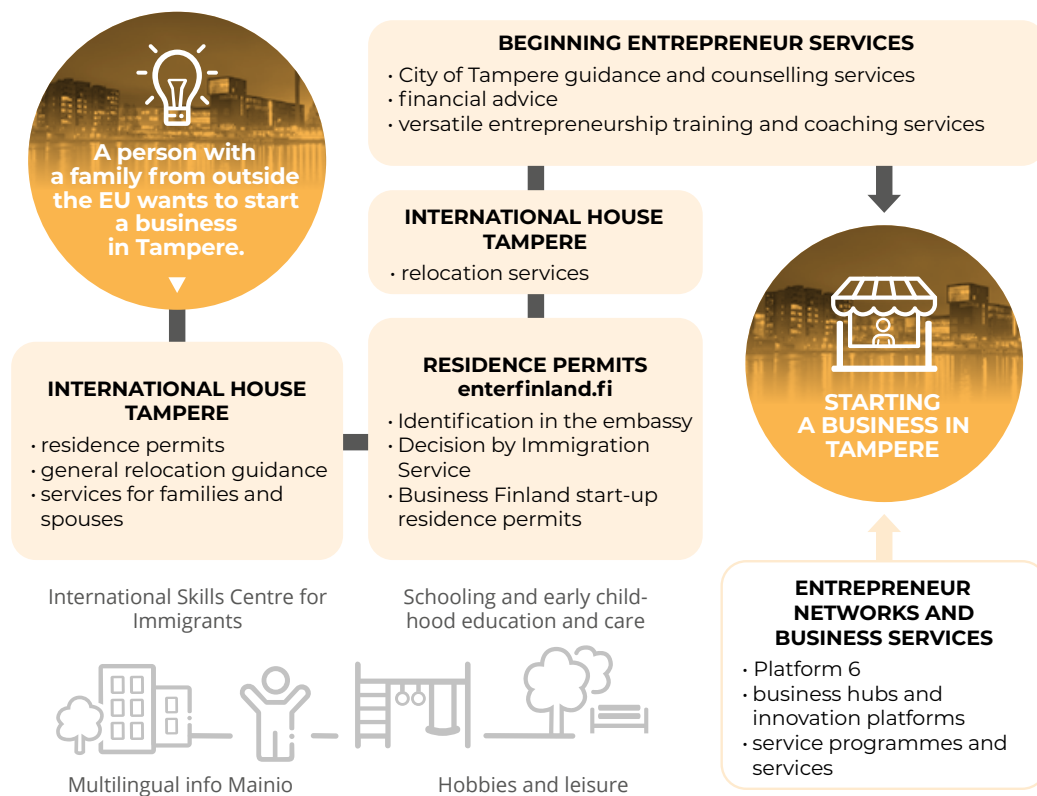 A person with
a family from outside
the EU wants to start
a business
in Tampere.
INTERNATIONAL HOUSE
TAMPERE
· residence permits
· general relocation guidance
· services for families and
spouses
RESIDENCE PERMITS
enterfinland.fi
· Identification in the embassy
· Decision by Immigration
Service
· Business Finland start-up
residence permits
INTERNATIONAL HOUSE
TAMPERE
· relocation services
BEGINNING ENTREPRENEUR SERVICES
· City of Tampere guidance and counselling services
· financial advice
· versatile entrepreneurship training and coaching services
STARTING
A BUSINESS IN
TAMPERE
ENTREPRENEUR
NETWORKS AND
BUSINESS SERVICES
· Platform 6
· business hubs and
innovation platforms
· service programmes and
services
International Skills Centre for
Immigrants
Schooling and early child-
hood education and care
Multilingual info Mainio
Hobbies and leisure